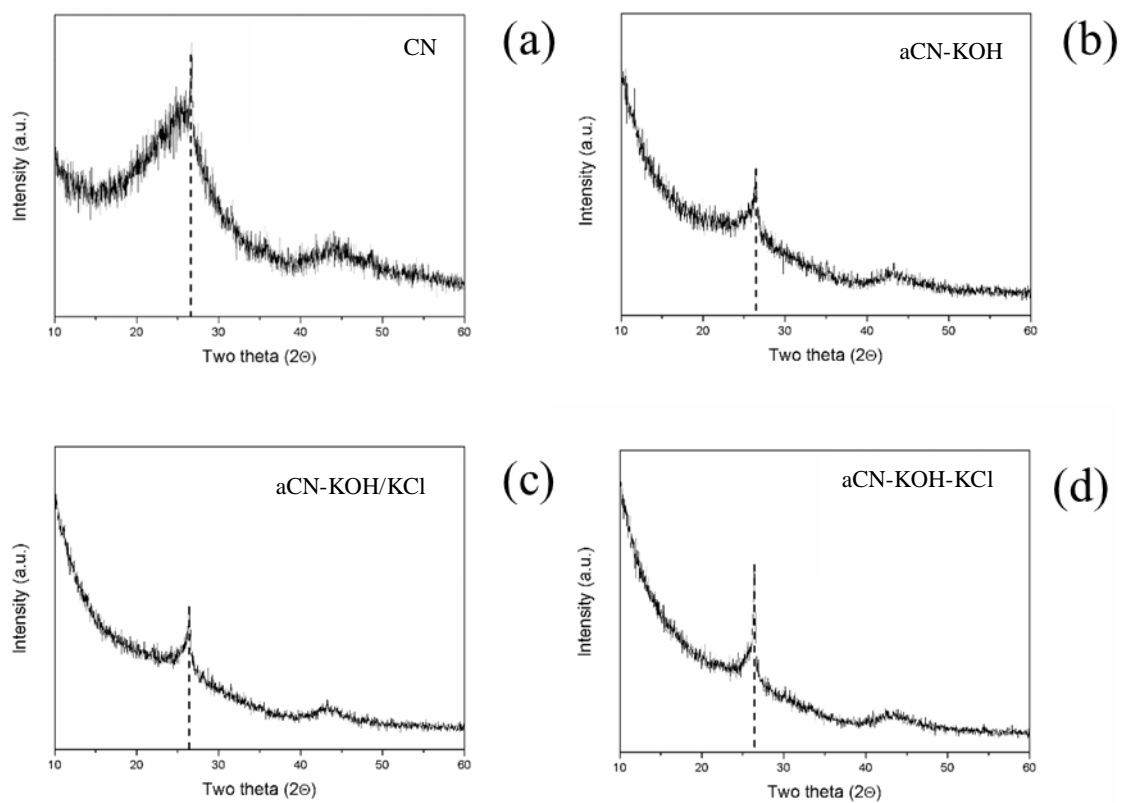 CN
(a)
Intensity (a.u.)
10 20 30 40 50 60
Two theta (2Θ)
aCN-KOH
(b)
Intensity (a.u.)
10 20 30 40 50 60
Two theta (2Θ)
aCN-KOH/KCl
(c)
Intensity (a.u.)
10 20 30 40 50 60
Two theta (2Θ)
aCN-KOH-KCl
(d)
Intensity (a.u.)
10 20 30 40 50 60
Two theta (2Θ)